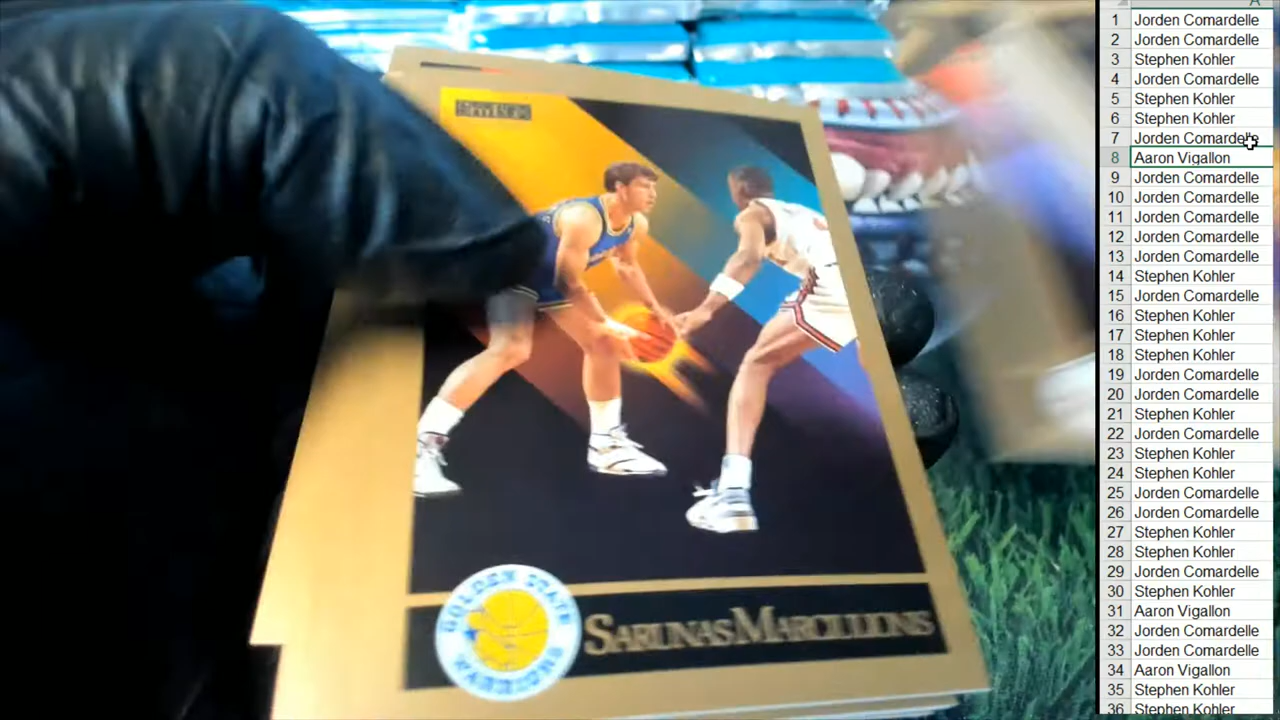 SKYBOX
GOLDEN STATE
WARRIORS
SARUNAS MARCIULIONIS
A
1 Jorden Comardelle
2 Jorden Comardelle
3 Stephen Kohler
4 Jorden Comardelle
5 Stephen Kohler
6 Stephen Kohler
7 Jorden Comardelle
8 Aaron Vigallon
9 Jorden Comardelle
10 Jorden Comardelle
11 Jorden Comardelle
12 Jorden Comardelle
13 Jorden Comardelle
14 Stephen Kohler
15 Jorden Comardelle
16 Stephen Kohler
17 Stephen Kohler
18 Stephen Kohler
19 Jorden Comardelle
20 Jorden Comardelle
21 Stephen Kohler
22 Jorden Comardelle
23 Stephen Kohler
24 Stephen Kohler
25 Jorden Comardelle
26 Jorden Comardelle
27 Stephen Kohler
28 Stephen Kohler
29 Jorden Comardelle
30 Stephen Kohler
31 Aaron Vigallon
32 Jorden Comardelle
33 Jorden Comardelle
34 Aaron Vigallon
35 Stephen Kohler
36 Stephen Kohler